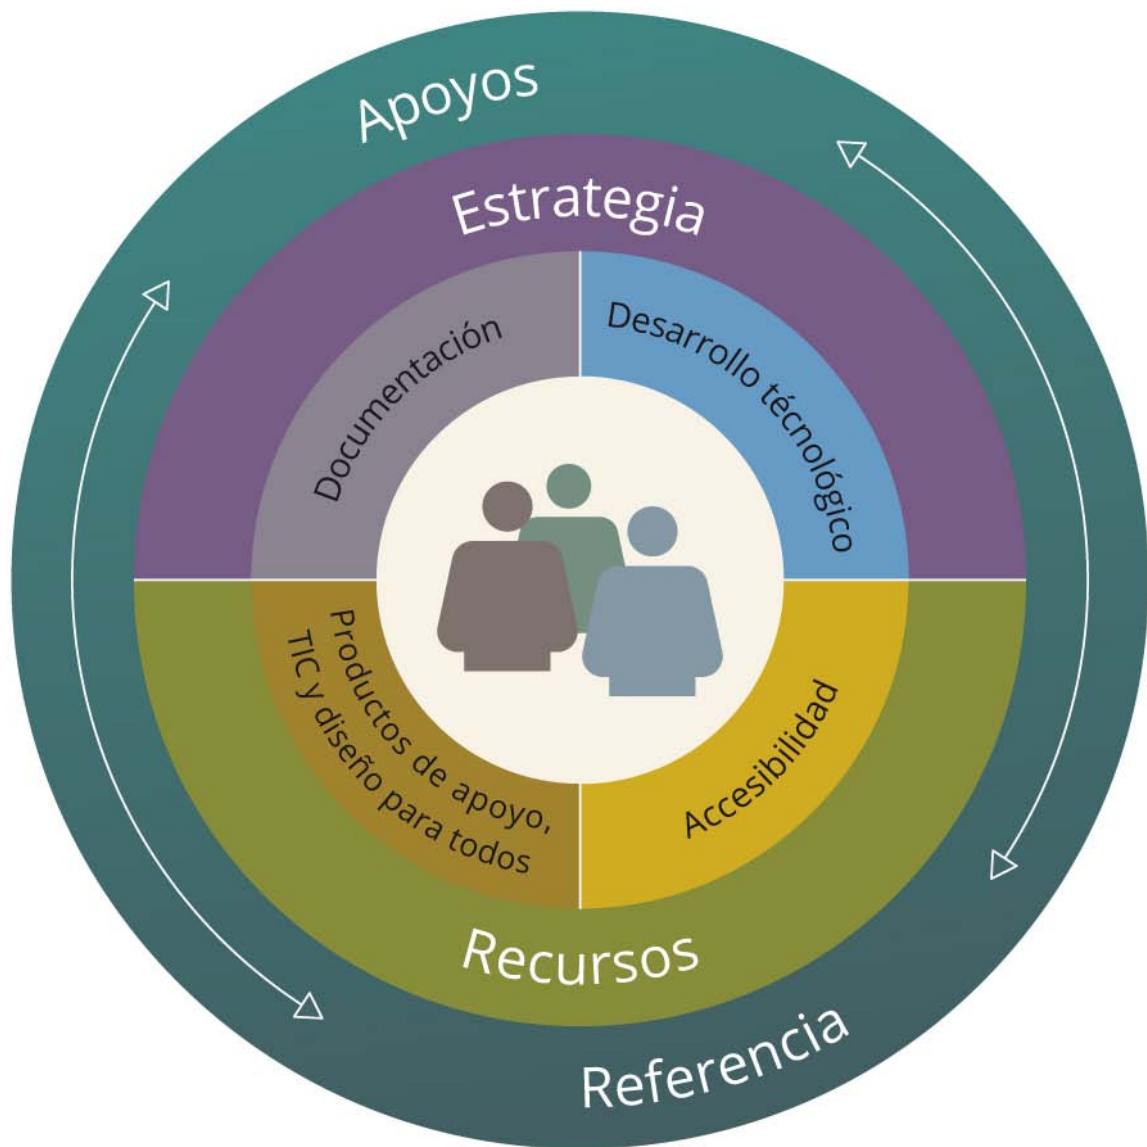 Apoyos
Estrategia
Documentación
Desarrollo técnológico
Productos de apoyo,
TIC y diseño para todos
Accesibilidad
Recursos
Referencia